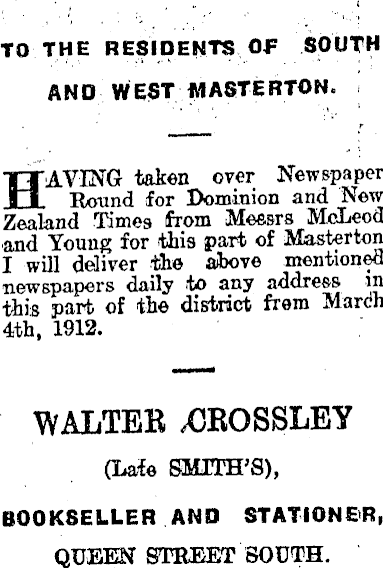 TO THE RESIDENTS OF SOUTH
AND WEST MASTERTON.
HAVING taken over Newspaper
Round for Dominion and New
Zealand Times from Messrs McLeod
and Young for this part of Masterton
I will deliver the above mentioned
newspapers daily to any address in
this part of the district from March
4th, 1912.
WALTER CROSSLEY
(Late SMITH'S),
BOOKSELLER AND STATIONER,
QUEEN STREET SOUTH.